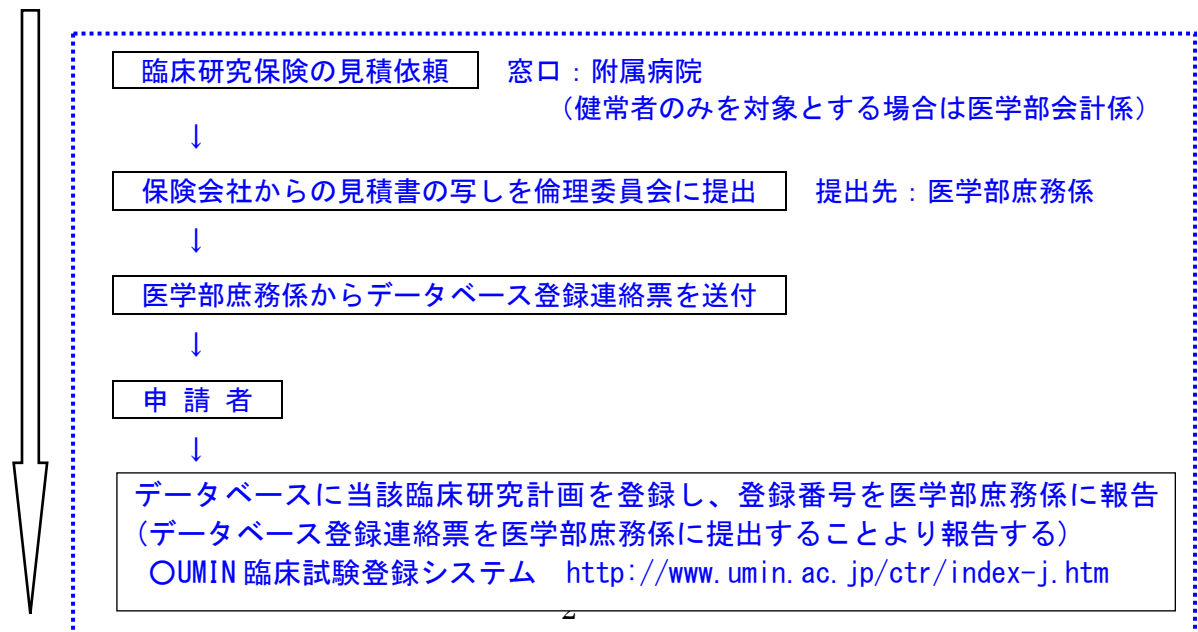 臨床研究保険の見積依頼 窓口：附属病院
（健常者のみを対象とする場合は医学部会計係）
↓
保険会社からの見積書の写しを倫理委員会に提出 提出先：医学部庶務係
↓
医学部庶務係からデータベース登録連絡票を送付
↓
申 請 者
↓
データベースに当該臨床研究計画を登録し、登録番号を医学部庶務係に報告
（データベース登録連絡票を医学部庶務係に提出することより報告する）
○UMIN 臨床試験登録システム http://www.umin.ac.jp/ctr/index-j.htm
2